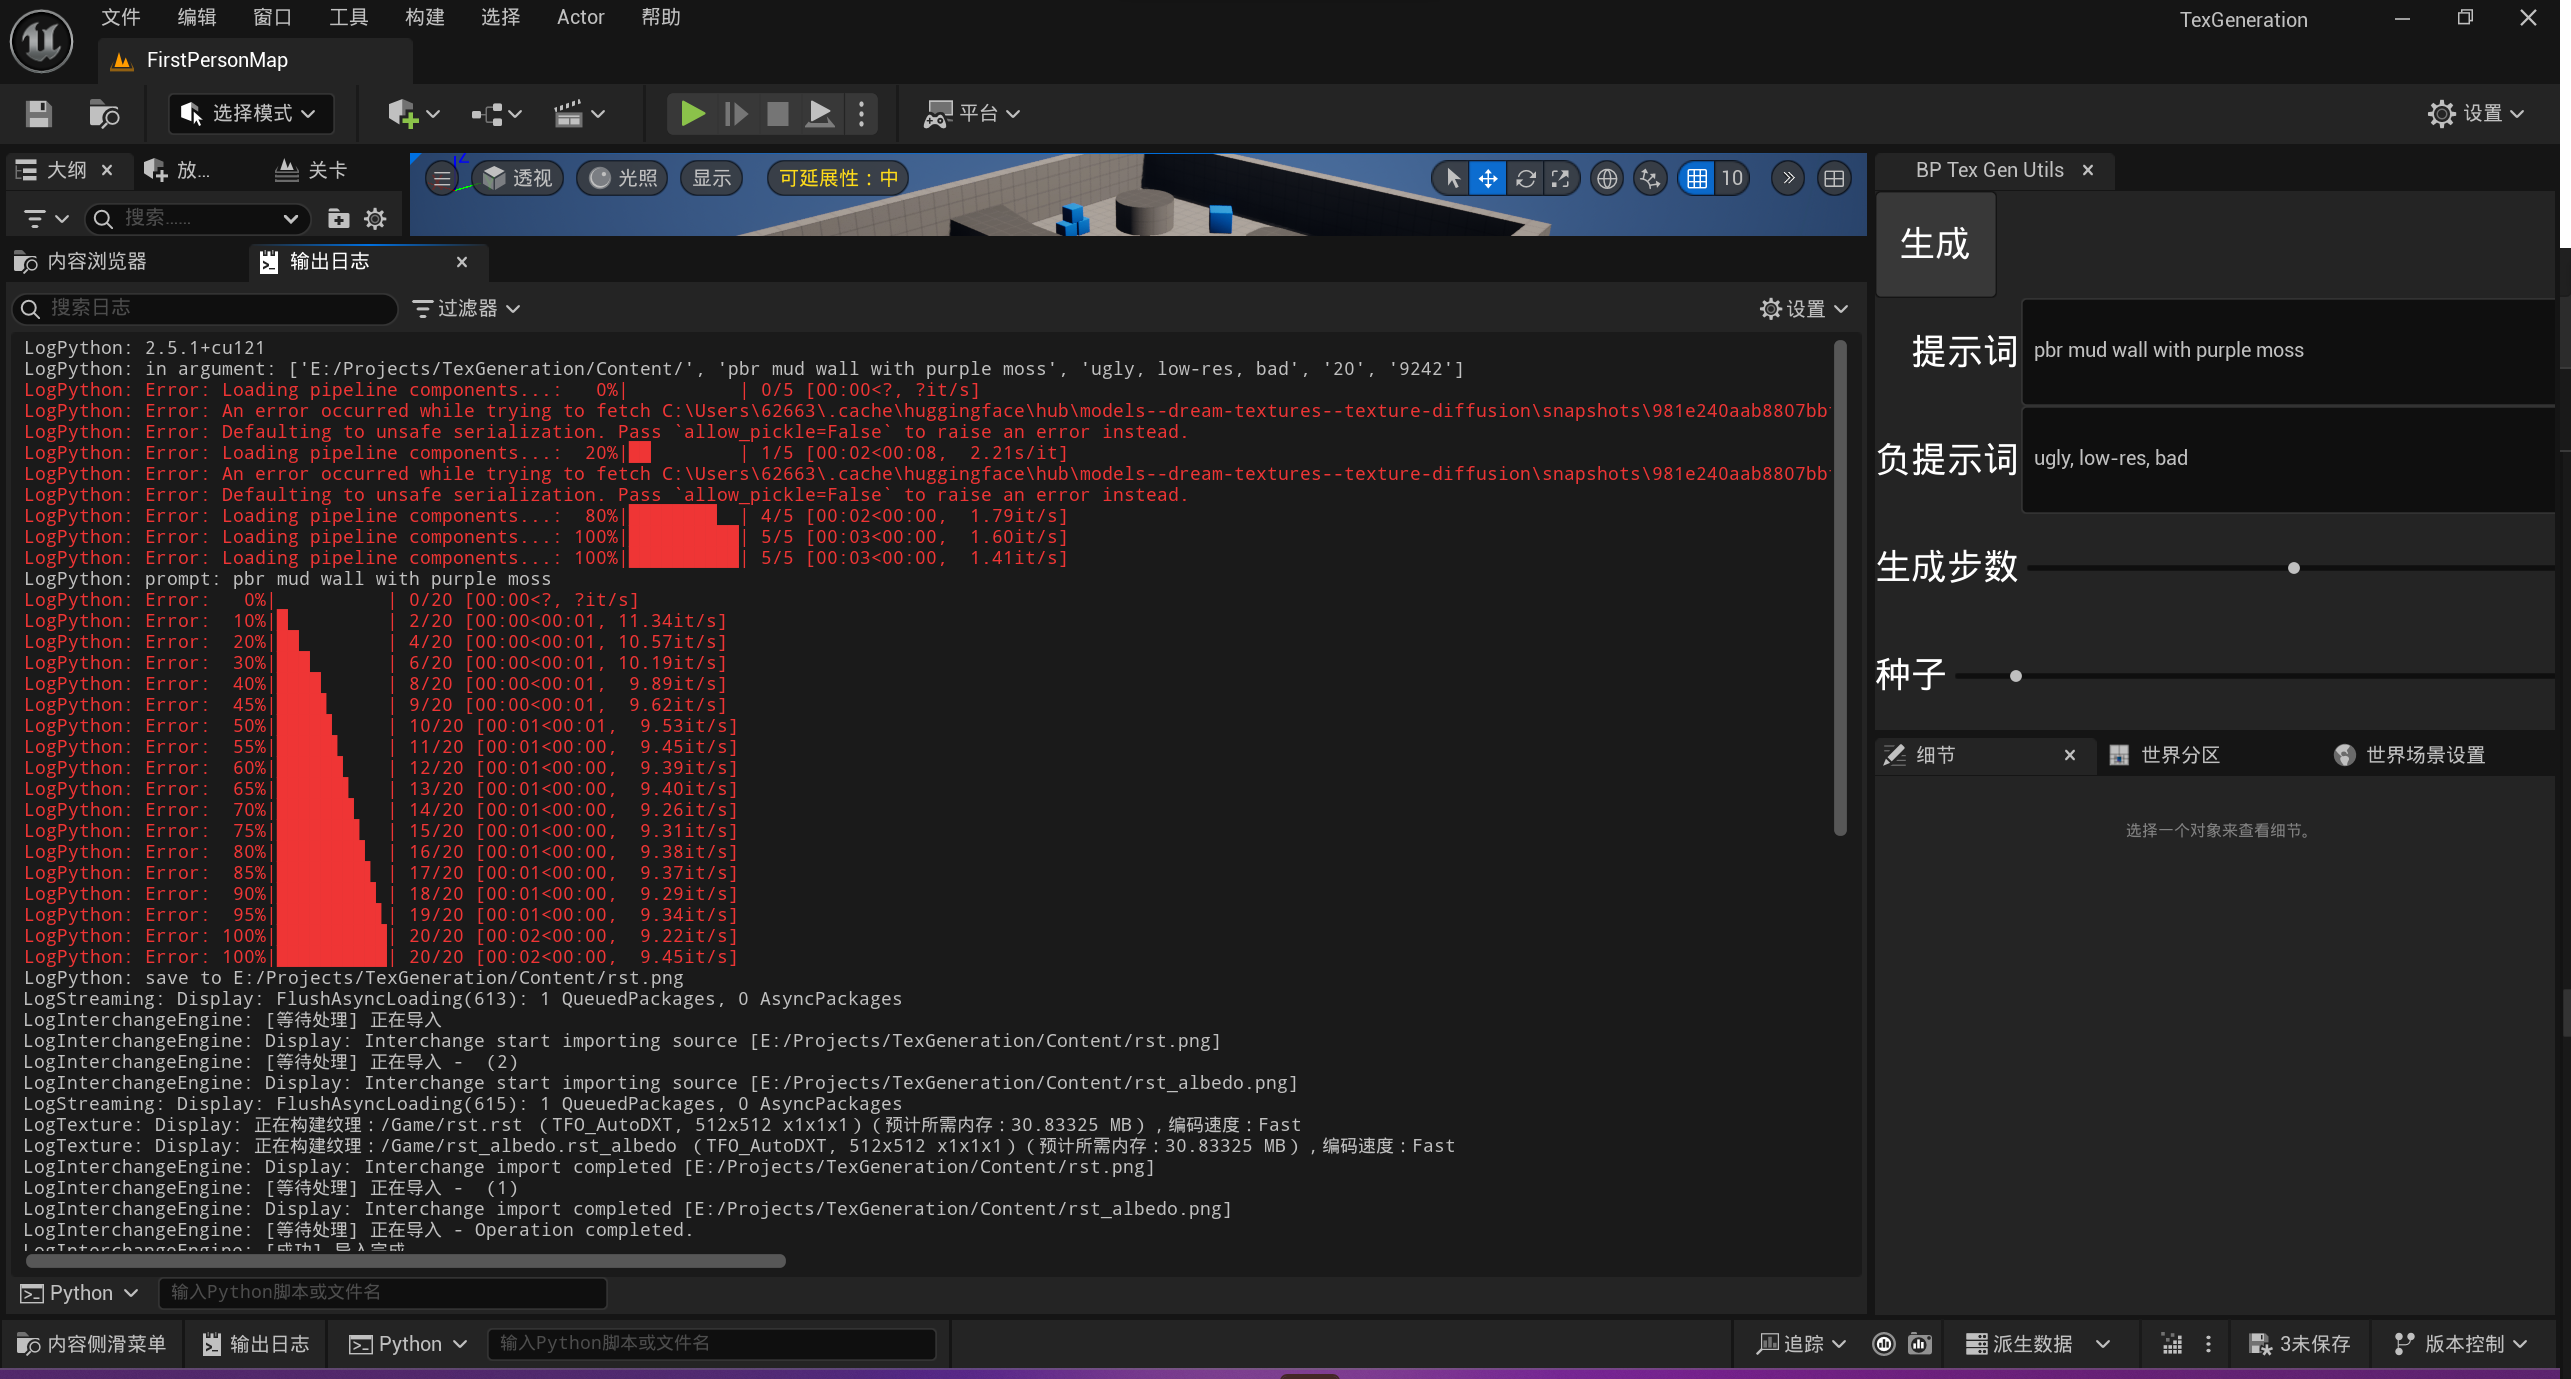 文件 编辑 窗口 工具 构建 选择 Actor 帮助 TexGeneration
FirstPersonMap
选择模式 平台 设置
大纲 放... 关卡 透视 光照 显示 可延展性：中 10 BP Tex Gen Utils
搜索......
生成
内容浏览器 输出日志
搜索日志 过滤器 设置
提示词 pbr mud wall with purple moss
负提示词 ugly, low-res, bad
生成步数
种子
细节 世界分区 世界场景设置
选择一个对象来查看细节。
LogPython: 2.5.1+cu121
LogPython: in argument: ['E:/Projects/TexGeneration/Content/', 'pbr mud wall with purple moss', 'ugly, low-res, bad', '20', '9242']
LogPython: Error: Loading pipeline components...:   0%|          | 0/5 [00:00<?, ?it/s]
LogPython: Error: An error occurred while trying to fetch C:\Users\62663\.cache\huggingface\hub\models--dream-textures--texture-diffusion\snapshots\981e240aab8807bb
LogPython: Error: Defaulting to unsafe serialization. Pass `allow_pickle=False` to raise an error instead.
LogPython: Error: Loading pipeline components...:  20%|██        | 1/5 [00:02<00:08,  2.21s/it]
LogPython: Error: An error occurred while trying to fetch C:\Users\62663\.cache\huggingface\hub\models--dream-textures--texture-diffusion\snapshots\981e240aab8807bb
LogPython: Error: Defaulting to unsafe serialization. Pass `allow_pickle=False` to raise an error instead.
LogPython: Error: Loading pipeline components...:  80%|████████  | 4/5 [00:02<00:00,  1.79it/s]
LogPython: Error: Loading pipeline components...: 100%|██████████| 5/5 [00:03<00:00,  1.60it/s]
LogPython: Error: Loading pipeline components...: 100%|██████████| 5/5 [00:03<00:00,  1.41it/s]
LogPython: prompt: pbr mud wall with purple moss
LogPython: Error:   0%|          | 0/20 [00:00<?, ?it/s]
LogPython: Error:  10%|█         | 2/20 [00:00<00:01, 11.34it/s]
LogPython: Error:  20%|██        | 4/20 [00:00<00:01, 10.57it/s]
LogPython: Error:  30%|███       | 6/20 [00:00<00:01, 10.19it/s]
LogPython: Error:  40%|████      | 8/20 [00:00<00:01,  9.89it/s]
LogPython: Error:  45%|████▌     | 9/20 [00:00<00:01,  9.62it/s]
LogPython: Error:  50%|█████     | 10/20 [00:01<00:01,  9.53it/s]
LogPython: Error:  55%|█████▌    | 11/20 [00:01<00:00,  9.45it/s]
LogPython: Error:  60%|██████    | 12/20 [00:01<00:00,  9.39it/s]
LogPython: Error:  65%|██████▌   | 13/20 [00:01<00:00,  9.40it/s]
LogPython: Error:  70%|███████   | 14/20 [00:01<00:00,  9.26it/s]
LogPython: Error:  75%|███████▌  | 15/20 [00:01<00:00,  9.31it/s]
LogPython: Error:  80%|████████  | 16/20 [00:01<00:00,  9.38it/s]
LogPython: Error:  85%|████████▌ | 17/20 [00:01<00:00,  9.37it/s]
LogPython: Error:  90%|█████████ | 18/20 [00:01<00:00,  9.29it/s]
LogPython: Error:  95%|█████████▌| 19/20 [00:01<00:00,  9.34it/s]
LogPython: Error: 100%|██████████| 20/20 [00:02<00:00,  9.22it/s]
LogPython: Error: 100%|██████████| 20/20 [00:02<00:00,  9.45it/s]
LogPython: save to E:/Projects/TexGeneration/Content/rst.png
LogStreaming: Display: FlushAsyncLoading(613): 1 QueuedPackages, 0 AsyncPackages
LogInterchangeEngine: [等待处理] 正在导入
LogInterchangeEngine: Display: Interchange start importing source [E:/Projects/TexGeneration/Content/rst.png]
LogInterchangeEngine: [等待处理] 正在导入 - （2）
LogInterchangeEngine: Display: Interchange start importing source [E:/Projects/TexGeneration/Content/rst_albedo.png]
LogStreaming: Display: FlushAsyncLoading(615): 1 QueuedPackages, 0 AsyncPackages
LogTexture: Display: 正在构建纹理：/Game/rst.rst （TFO_AutoDXT, 512x512 x1x1x1）（预计所需内存：30.83325 MB），编码速度：Fast
LogTexture: Display: 正在构建纹理：/Game/rst_albedo.rst_albedo （TFO_AutoDXT, 512x512 x1x1x1）（预计所需内存：30.83325 MB），编码速度：Fast
LogInterchangeEngine: Display: Interchange import completed [E:/Projects/TexGeneration/Content/rst.png]
LogInterchangeEngine: [等待处理] 正在导入 - （1）
LogInterchangeEngine: Display: Interchange import completed [E:/Projects/TexGeneration/Content/rst_albedo.png]
LogInterchangeEngine: [等待处理] 正在导入 - Operation completed.
LogInterchangeEngine: [成功] 导入完成
Python 输入Python脚本或文件名
内容侧滑菜单 输出日志 Python 输入Python脚本或文件名 追踪 派生数据 3未保存 版本控制